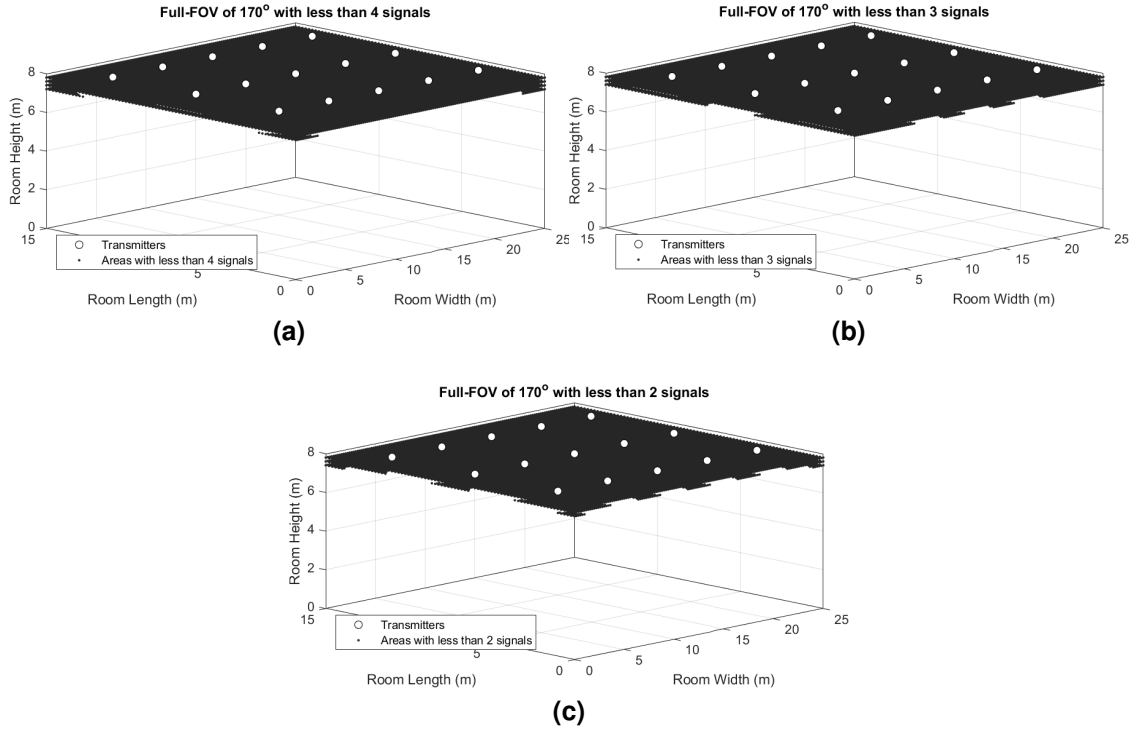 Full-FOV of 170o with less than 4 signals
Room Height (m)
8
6
4
2
0
15
5
0
0
5
10
15
20
25
Transmitters
Areas with less than 4 signals
Room Length (m)
Room Width (m)
(a)
Full-FOV of 170o with less than 3 signals
Room Height (m)
8
6
4
2
0
15
5
0
0
5
10
15
20
25
Transmitters
Areas with less than 3 signals
Room Length (m)
Room Width (m)
(b)
Full-FOV of 170o with less than 2 signals
Room Height (m)
8
6
4
2
0
15
5
0
0
5
10
15
20
25
Transmitters
Areas with less than 2 signals
Room Length (m)
Room Width (m)
(c)